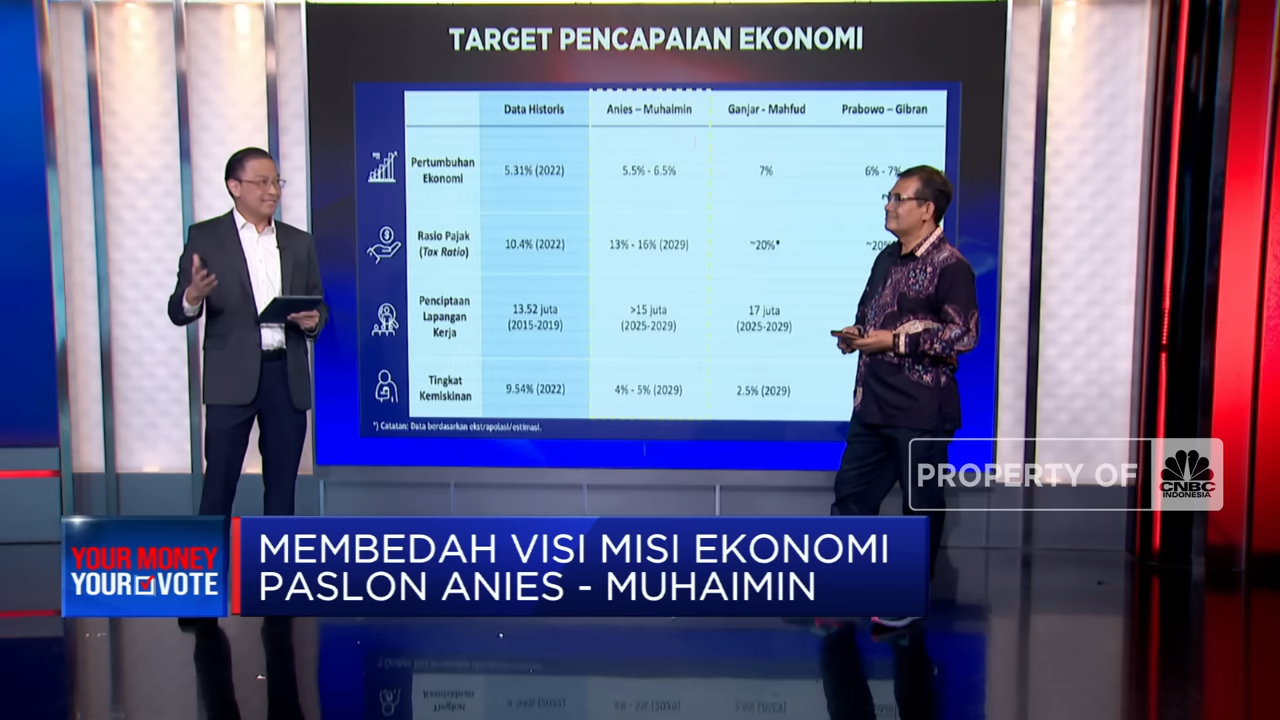 TARGET PENCAPAIAN EKONOMI
Data Historis
Anies – Muhaimin
Ganjar - Mahfud
Prabowo – Gibran
Pertumbuhan
Ekonomi
5.31% (2022)
5.5% - 6.5%
7%
6% - 7%
Rasio Pajak
(Tax Ratio)
10.4% (2022)
13% - 16% (2029)
~20%*
~20%
Penciptaan
Lapangan
Kerja
13.52 juta
(2015-2019)
>15 juta
(2025-2029)
17 juta
(2025-2029)
Tingkat
Kemiskinan
9.54% (2022)
4% - 5% (2029)
2.5% (2029)
*) Catatan: Data berdasarkan ekstrapolasi/estimasi.
PROPERTY OF
CNBC
INDONESIA
YOUR MONEY
YOUR VOTE
MEMBEDAH VISI MISI EKONOMI
PASLON ANIES - MUHAIMIN